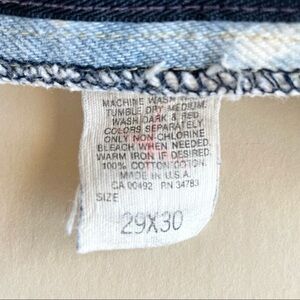 MACHINE WASH
TUMBLE DRY MEDIUM.
WASH DARK & RED
COLORS SEPARATELY
ONLY NON-CHLORINE
BLEACH WHEN NEEDED.
WARM IRON IF DESIRED.
100% COTTON/COTON.
MADE IN U.S.A.
CA 00492 RN 34783
SIZE
29X30